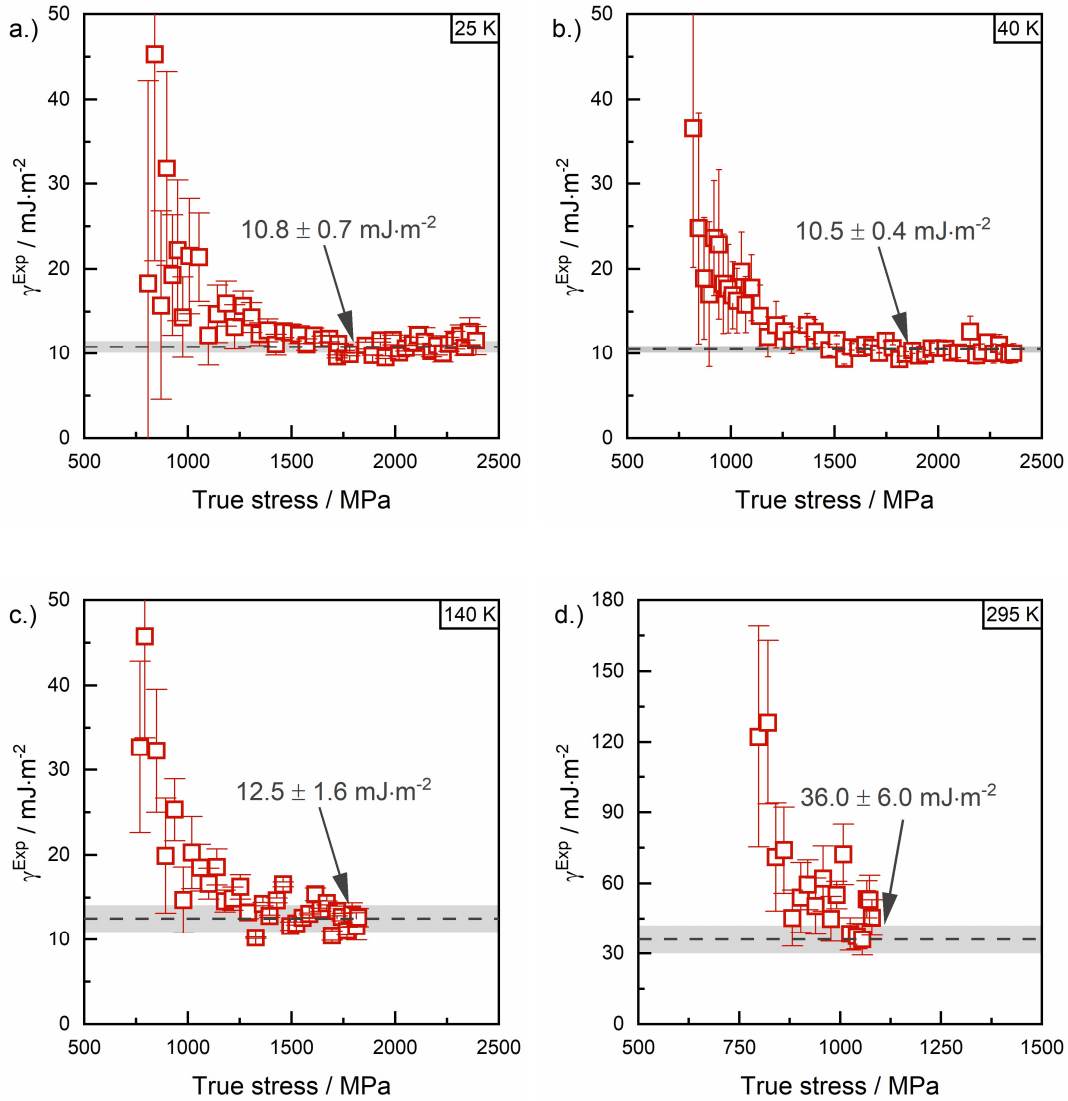 a.)
25 K
50
40
30
20
10
0
γExp / mJ·m-2
10.8 ± 0.7 mJ·m-2
500
1000
1500
2000
2500
True stress / MPa
b.)
40 K
50
40
30
20
10
0
γExp / mJ·m-2
10.5 ± 0.4 mJ·m-2
500
1000
1500
2000
2500
True stress / MPa
c.)
140 K
50
40
30
20
10
0
γExp / mJ·m-2
12.5 ± 1.6 mJ·m-2
500
1000
1500
2000
2500
True stress / MPa
d.)
295 K
180
150
120
90
60
30
0
γExp / mJ·m-2
36.0 ± 6.0 mJ·m-2
500
750
1000
1250
1500
True stress / MPa